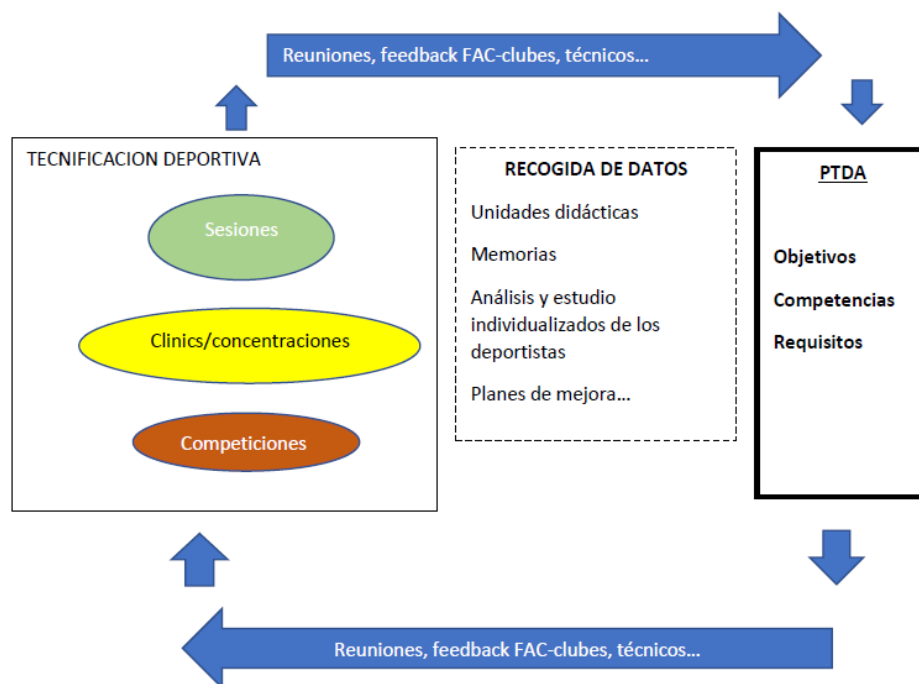 Reuniones, feedback FAC-clubes, técnicos...
TECNIFICACION DEPORTIVA
Sesiones
Clinics/concentraciones
Competiciones
RECOGIDA DE DATOS
Unidades didácticas
Memorias
Análisis y estudio
individualizados de los
deportistas
Planes de mejora...
PTDA
Objetivos
Competencias
Requisitos
Reuniones, feedback FAC-clubes, técnicos...